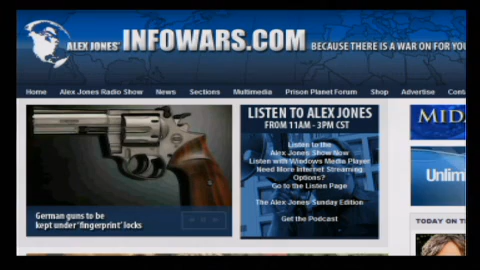 ALEX JONES' INFOWARS.COM BECAUSE THERE IS A WAR ON FOR YOU
Home Alex Jones Radio Show News Sections Multimedia Prison Planet Forum Shop Advertise Cont
LISTEN TO ALEX JONES
FROM 11AM - 3PM CST
Listen to the
Alex Jones Show Now
Listen with Windows Media Player
Need More Internet Streaming
Options?
Go to the Listen Page
The Alex Jones Sunday Edition
Get the Podcast
German guns to be
kept under 'fingerprint' locks
MID
Unlim
TODAY ON T